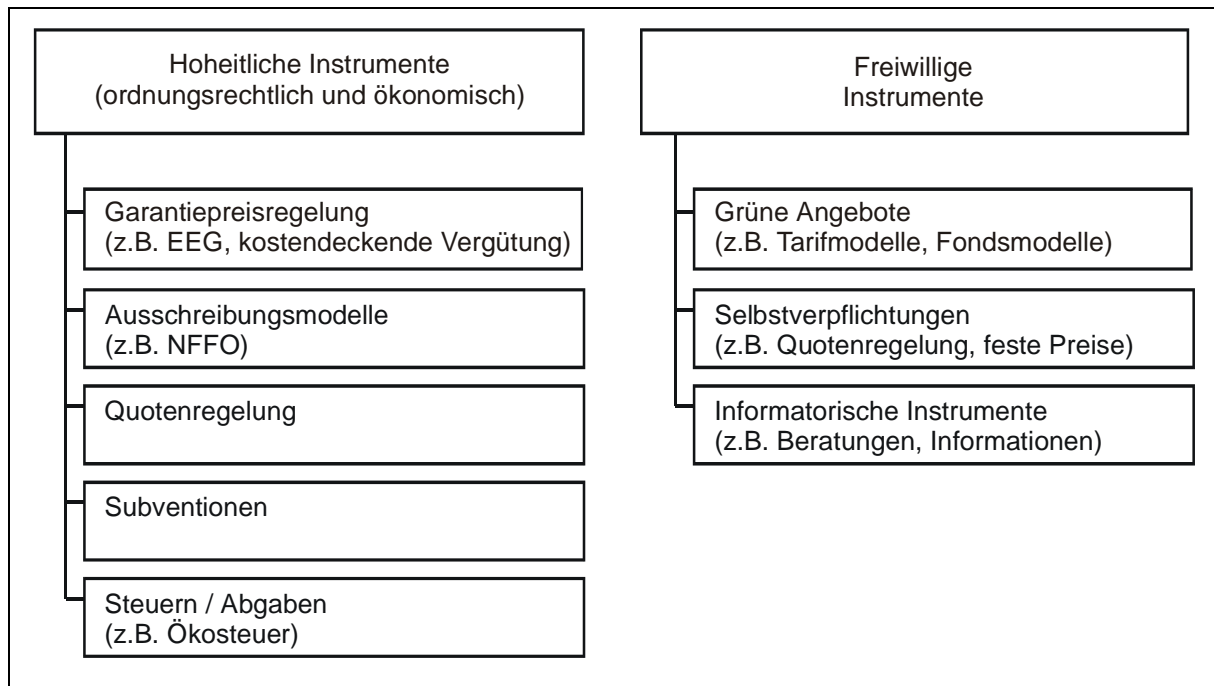 Hoheitliche Instrumente
(ordnungsrechtlich und ökonomisch)
Garantiepreisregelung
(z.B. EEG, kostendeckende Vergütung)
Ausschreibungsmodelle
(z.B. NFFO)
Quotenregelung
Subventionen
Steuern / Abgaben
(z.B. Ökosteuer)
Freiwillige
Instrumente
Grüne Angebote
(z.B. Tarifmodelle, Fondsmodelle)
Selbstverpflichtungen
(z.B. Quotenregelung, feste Preise)
Informatorische Instrumente
(z.B. Beratungen, Informationen)